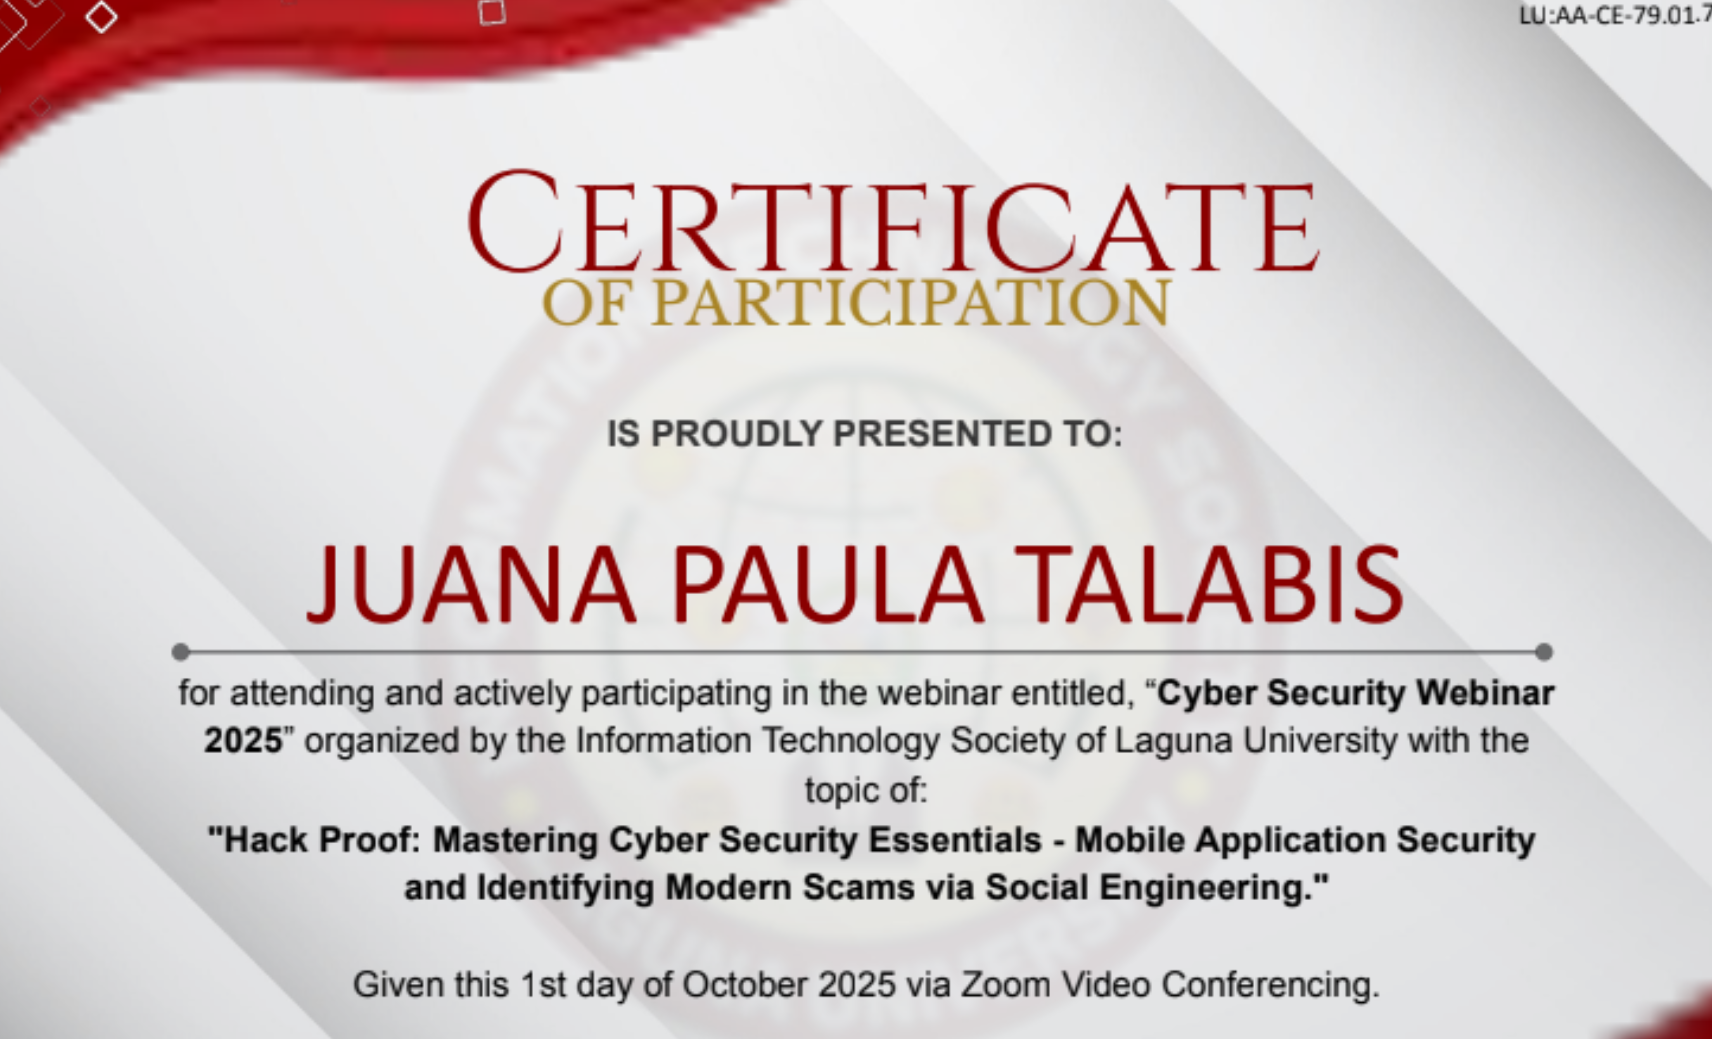 LU:AA-CE-79.01.7
CERTIFICATE
OF PARTICIPATION
IS PROUDLY PRESENTED TO:
JUANA PAULA TALABIS
for attending and actively participating in the webinar entitled, “Cyber Security Webinar
2025” organized by the Information Technology Society of Laguna University with the
topic of:
"Hack Proof: Mastering Cyber Security Essentials - Mobile Application Security
and Identifying Modern Scams via Social Engineering."
Given this 1st day of October 2025 via Zoom Video Conferencing.